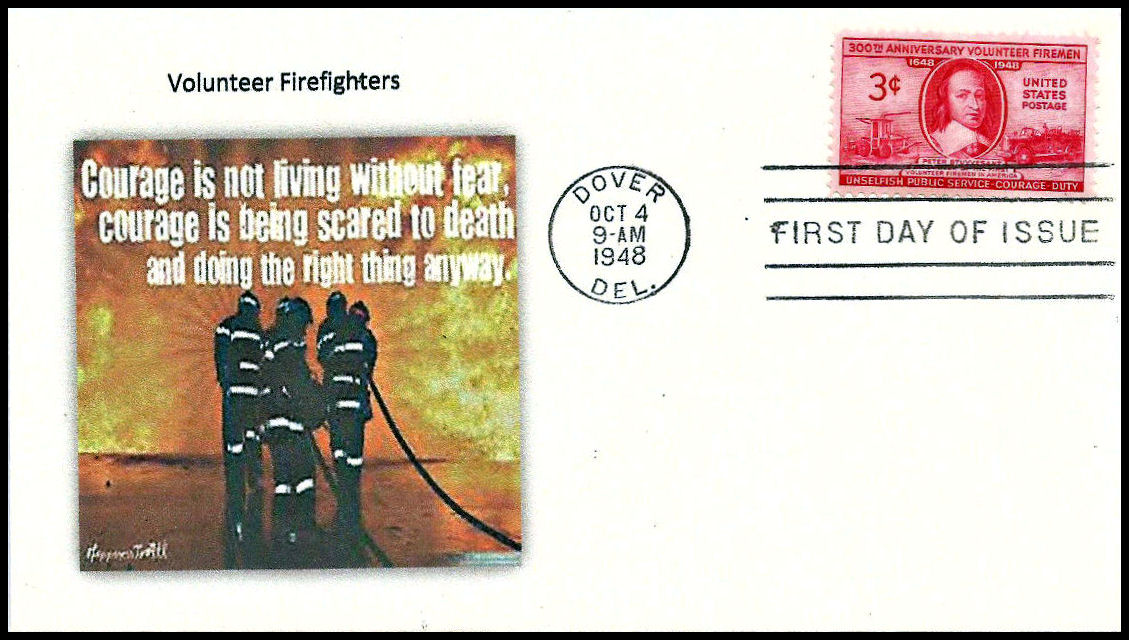 Volunteer Firefighters
Courage is not living without fear,
courage is being scared to death
and doing the right thing anyway.
300TH ANNIVERSARY VOLUNTEER FIREMEN
1648 1948
3¢
UNITED
STATES
POSTAGE
PETER STUYVESANT
VOLUNTEER FIREMEN IN AMERICA
UNSELFISH PUBLIC SERVICE·COURAGE·DUTY
DOVER
OCT 4
9-AM
1948
DEL.
FIRST DAY OF ISSUE